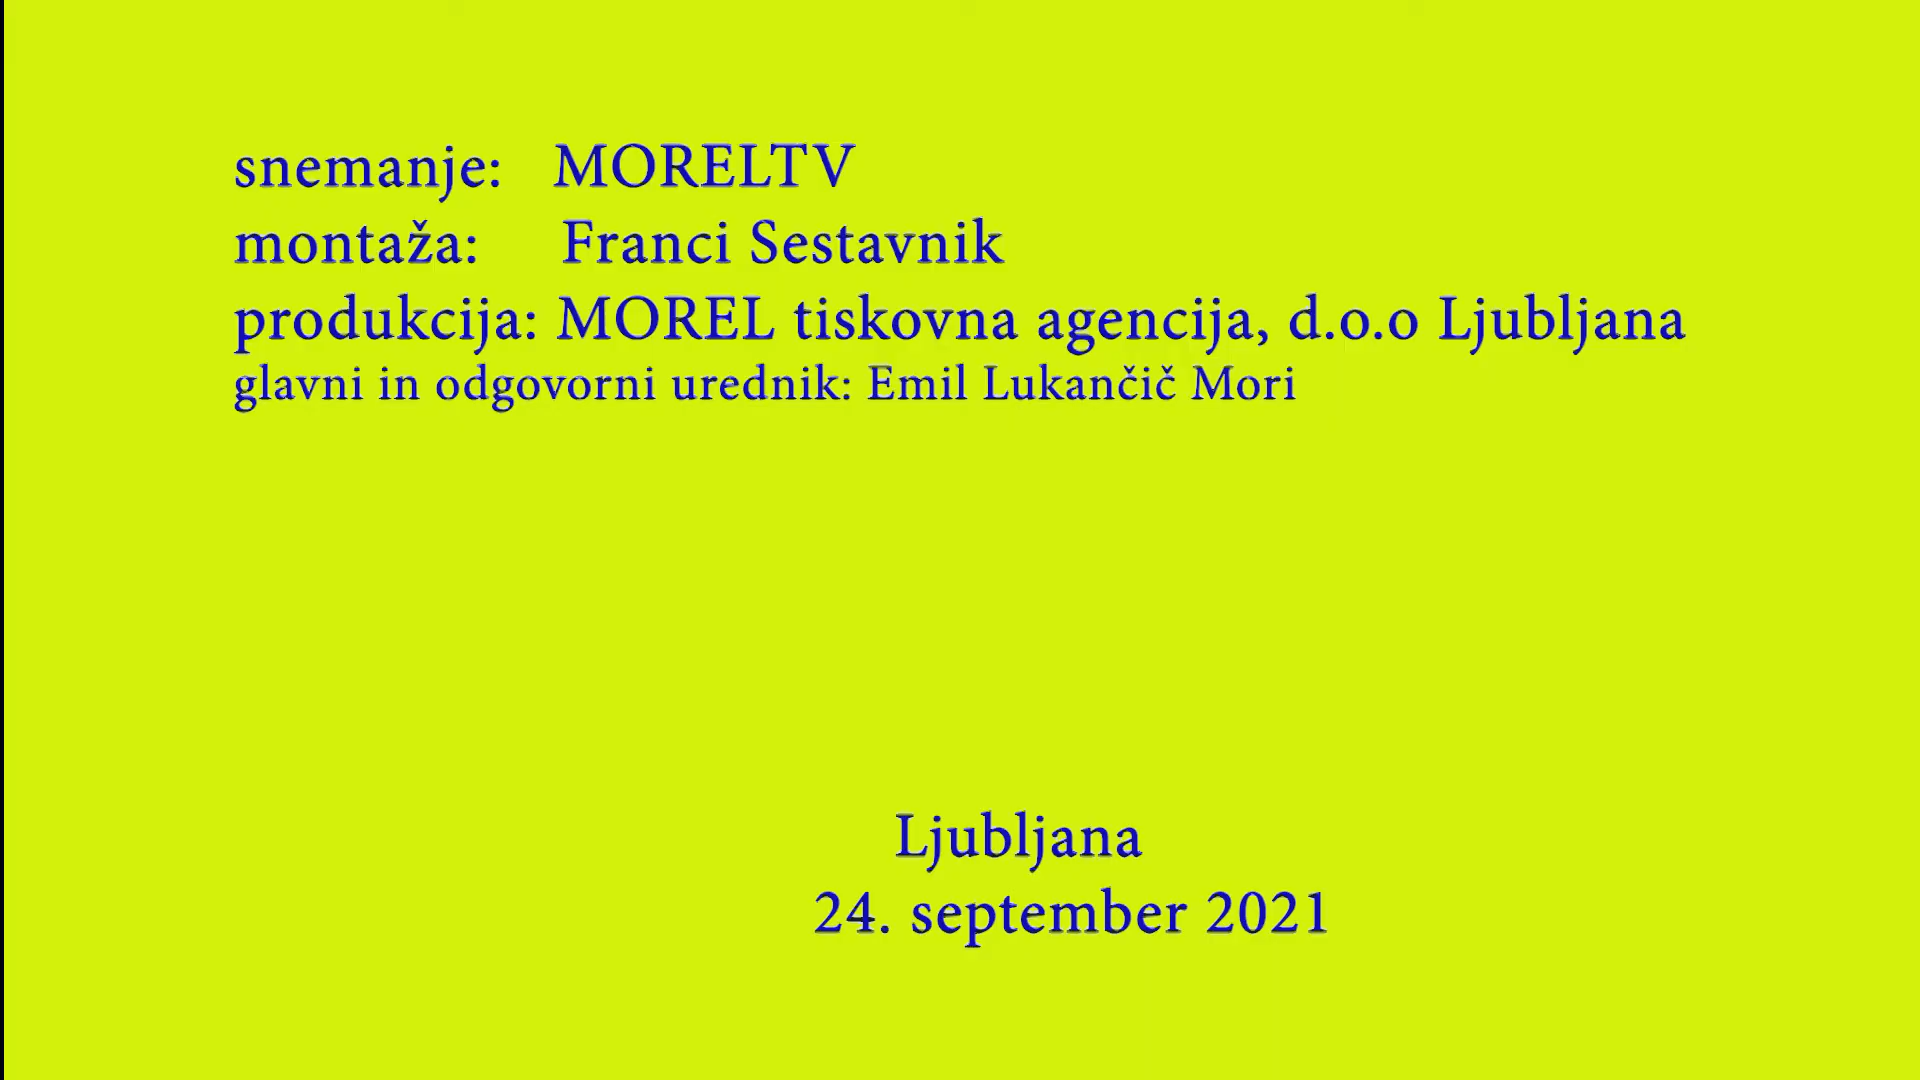 snemanje: MORELTV
montaža: Franci Sestavnik
produkcija: MOREL tiskovna agencija, d.o.o Ljubljana
glavni in odgovorni urednik: Emil Lukančič Mori
Ljubljana
24. september 2021